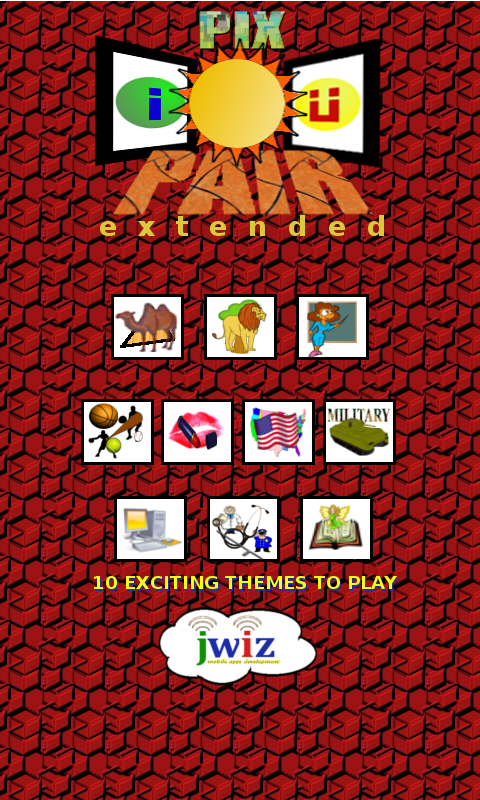 PIX
i ü
PAIR
extended
MILITARY
10 EXCITING THEMES TO PLAY
jwiz
mobile apps development